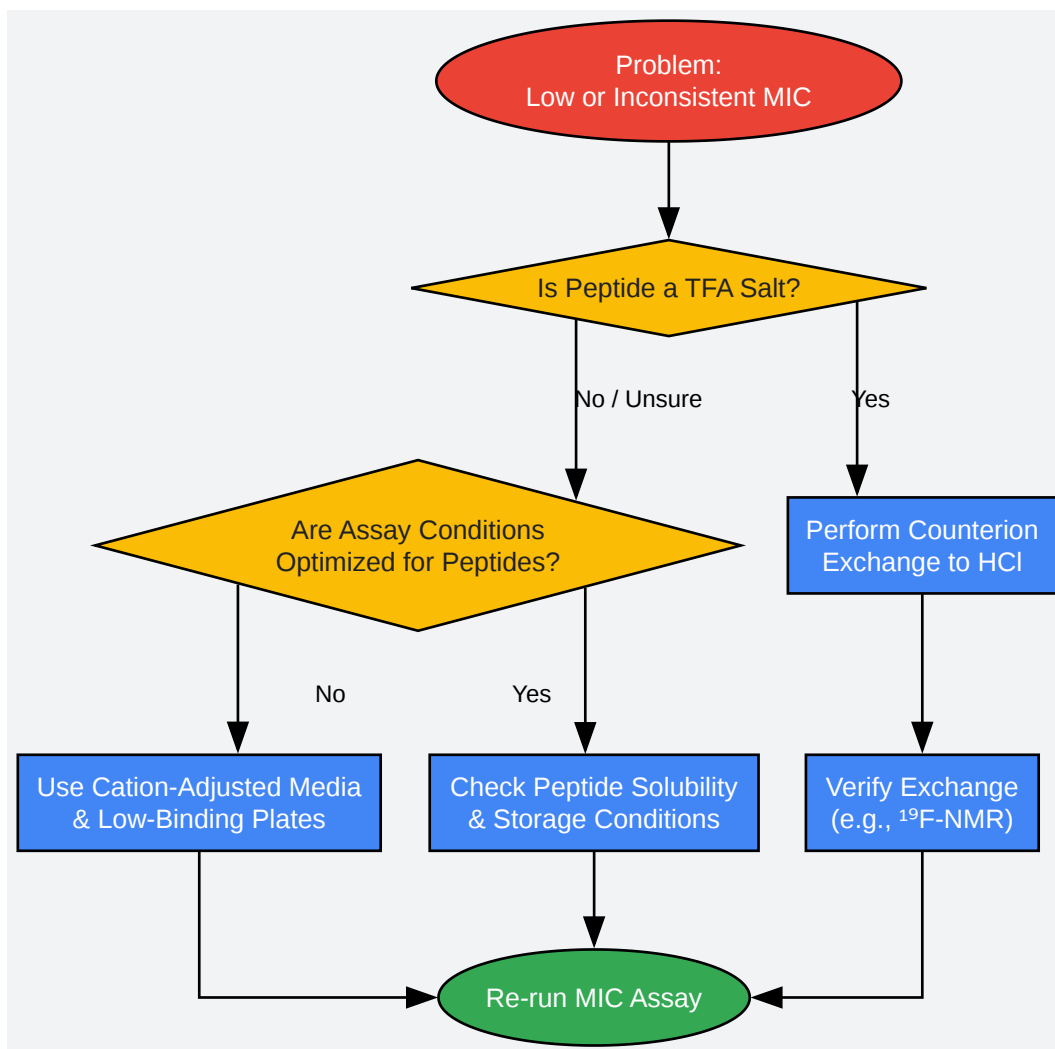 Problem:
Low or Inconsistent MIC
Is Peptide a TFA Salt?
No / Unsure
Yes
Are Assay Conditions
Optimized for Peptides?
Perform Counterion
Exchange to HCl
No
Yes
Use Cation-Adjusted Media
& Low-Binding Plates
Check Peptide Solubility
& Storage Conditions
Verify Exchange
(e.g., ¹⁹F-NMR)
Re-run MIC Assay